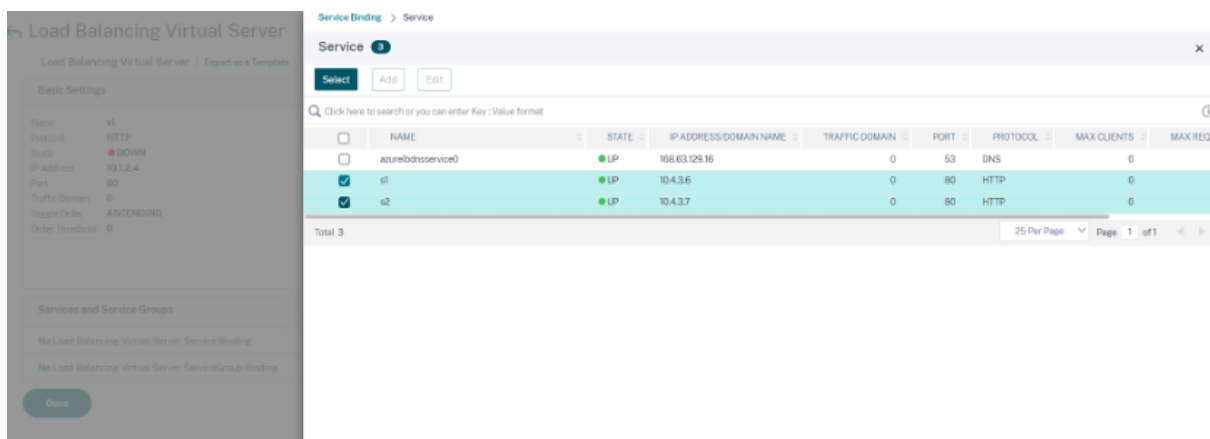 Load Balancing Virtual Server
Load Balancing Virtual Server | Export as a Template
Basic Settings
Name v1
Protocol HTTP
State DOWN
IP Address 10.1.2.4
Port 80
Traffic Domain 0
Toggle Order ASCENDING
Order Threshold 0
Services and Service Groups
No Load Balancing Virtual Server Service Binding
No Load Balancing Virtual Server ServiceGroup Binding
Done
Service Binding > Service
Service 3
Select Add Edit
Click here to search or you can enter Key : Value format
NAME STATE IP ADDRESS/DOMAIN NAME TRAFFIC DOMAIN PORT PROTOCOL MAX CLIENTS MAX REQ
azurelbdnsservice0 UP 168.63.129.16 0 53 DNS 0
s1 UP 10.4.3.6 0 80 HTTP 0
s2 UP 10.4.3.7 0 80 HTTP 0
Total 3
25 Per Page Page 1 of 1